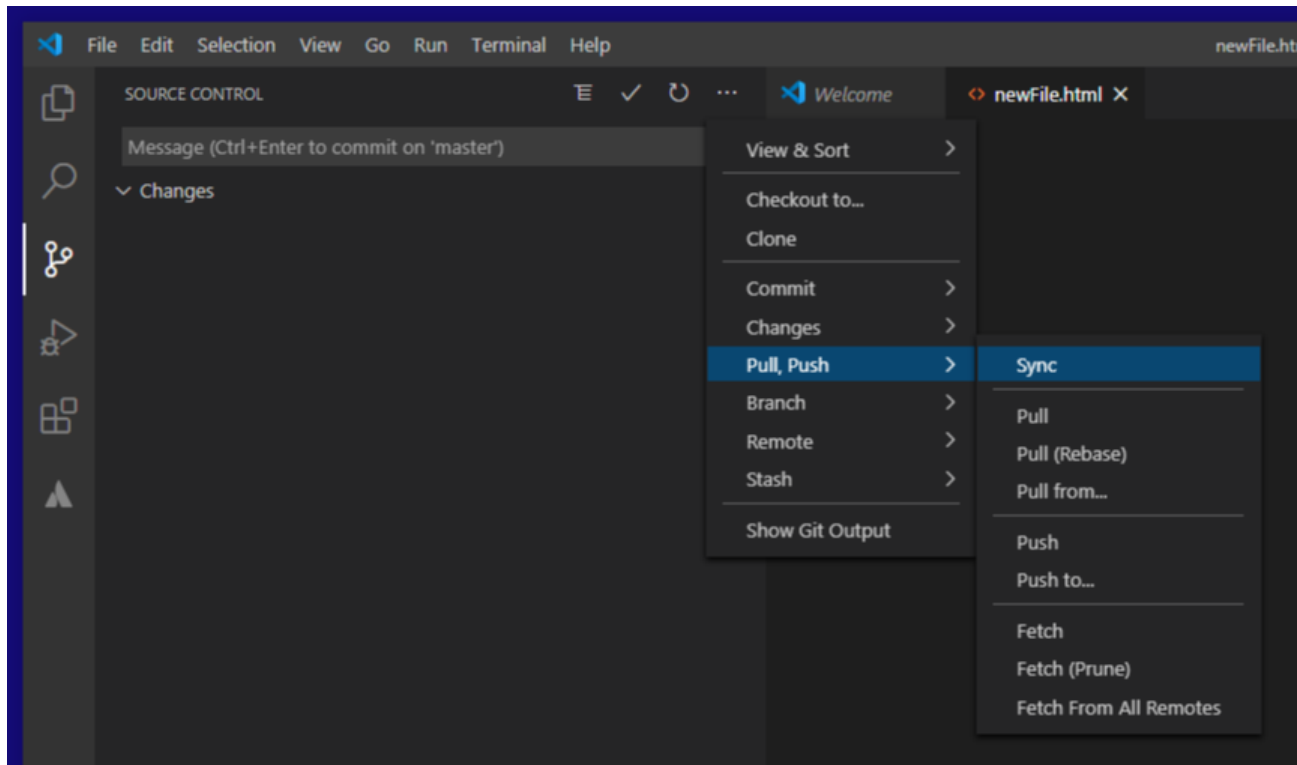 File Edit Selection View Go Run Terminal Help
SOURCE CONTROL
Welcome
newFile.html
Message (Ctrl+Enter to commit on 'master')
Changes
View & Sort
Checkout to...
Clone
Commit
Changes
Pull, Push
Branch
Remote
Stash
Show Git Output
Sync
Pull
Pull (Rebase)
Pull from...
Push
Push to...
Fetch
Fetch (Prune)
Fetch From All Remotes